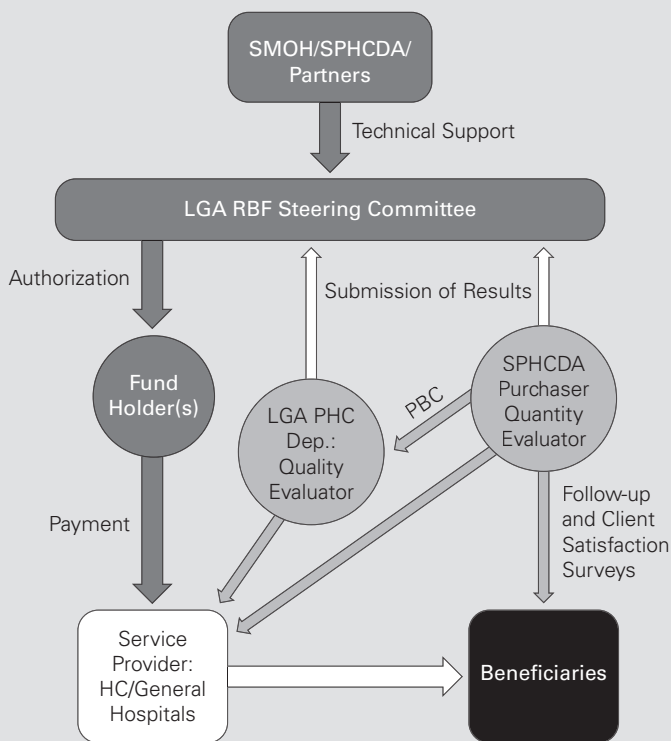 SMOH/SPHCDA/
Partners
Technical Support
LGA RBF Steering Committee
Authorization
Submission of Results
Fund
Holder(s)
LGA PHC
Dep.:
Quality
Evaluator
PBC
SPHCDA
Purchaser
Quantity
Evaluator
Payment
Follow-up
and Client
Satisfaction
Surveys
Service
Provider:
HC/General
Hospitals
Beneficiaries